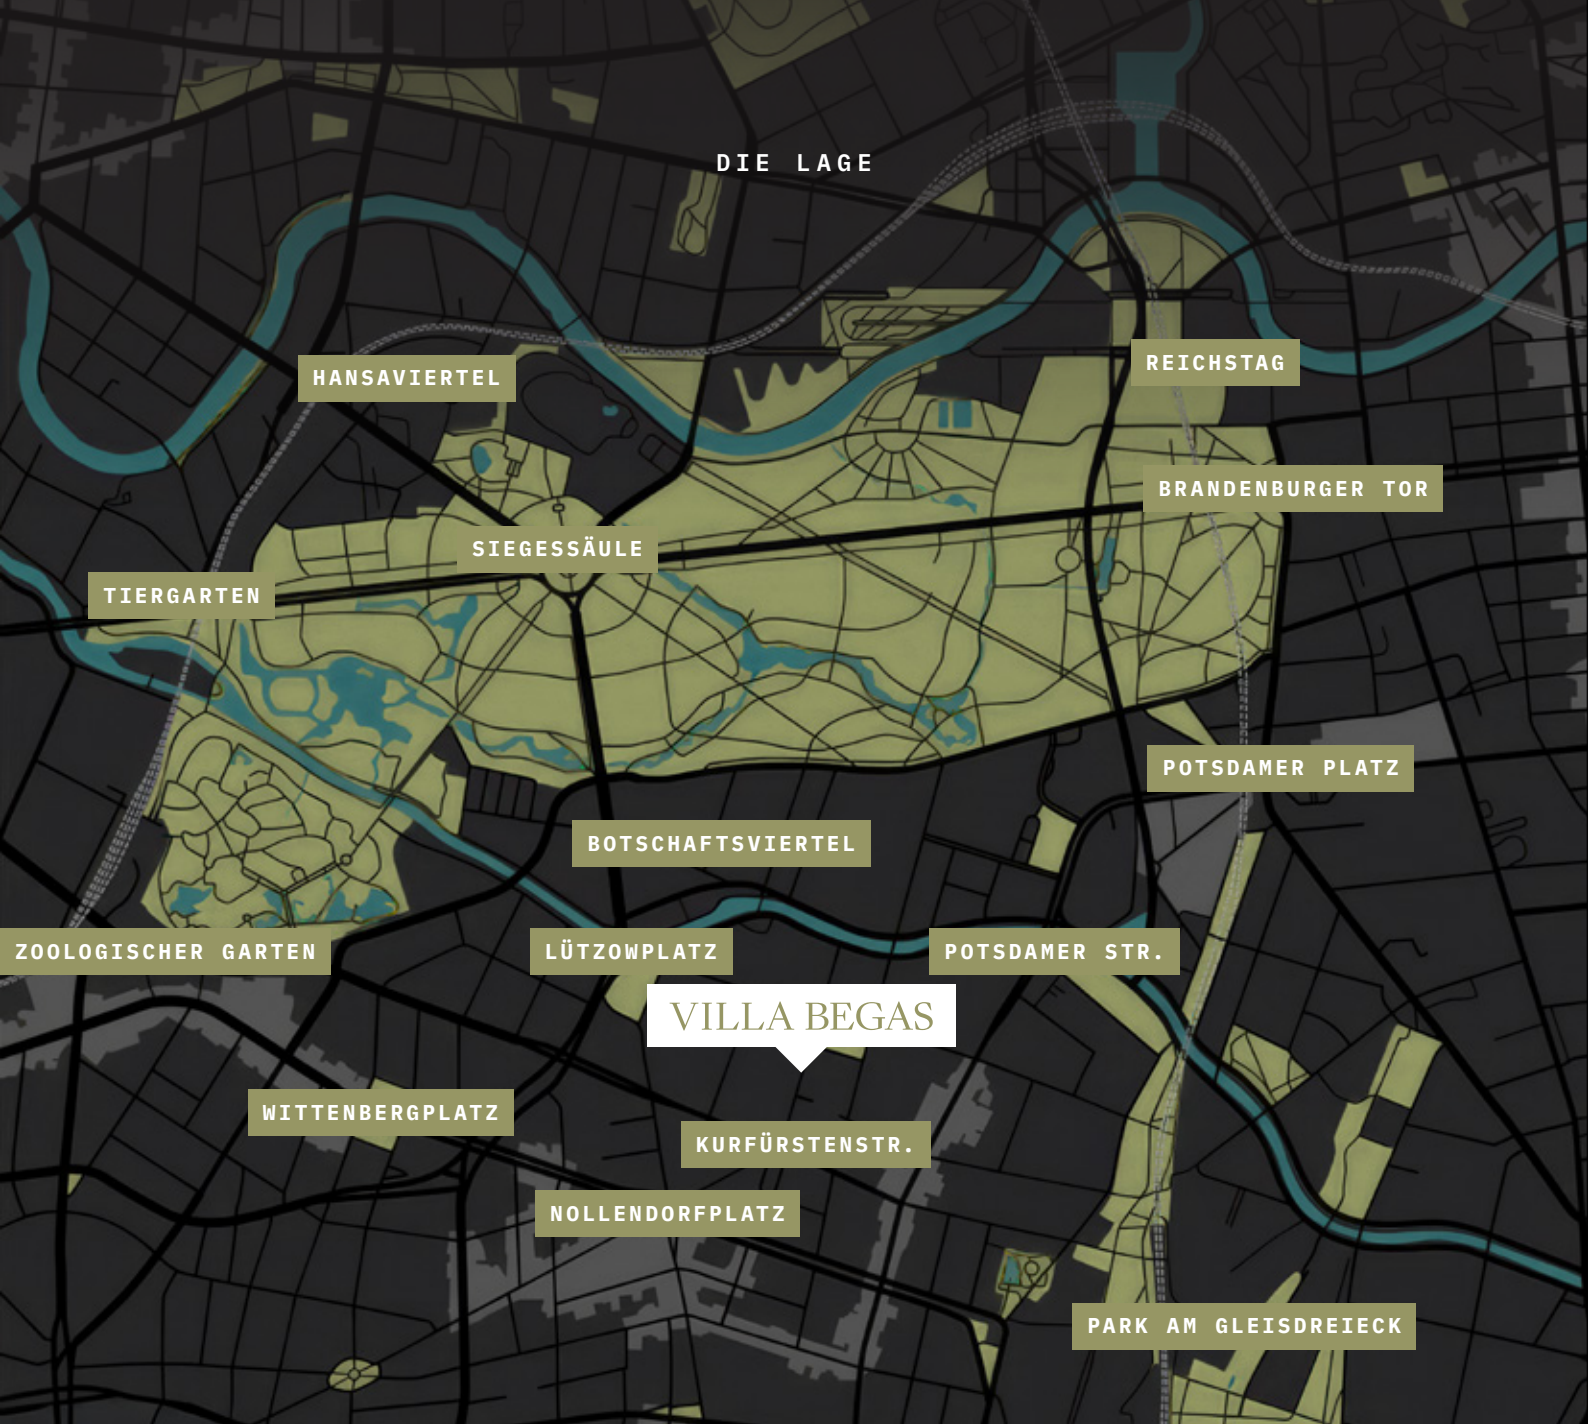 DIE LAGE
REICHSTAG
HANSAVIERTEL
BRANDENBURGER TOR
SIEGESSÄULE
TIERGARTEN
POTSDAMER PLATZ
BOTSCHAFTSVIERTEL
ZOOLOGISCHER GARTEN
LÜTZOWPLATZ
POTSDAMER STR.
VILLA BEGAS
WITTENBERGPLATZ
KURFÜRSTENSTR.
NOLLENDORFPLATZ
PARK AM GLEISDREIECK